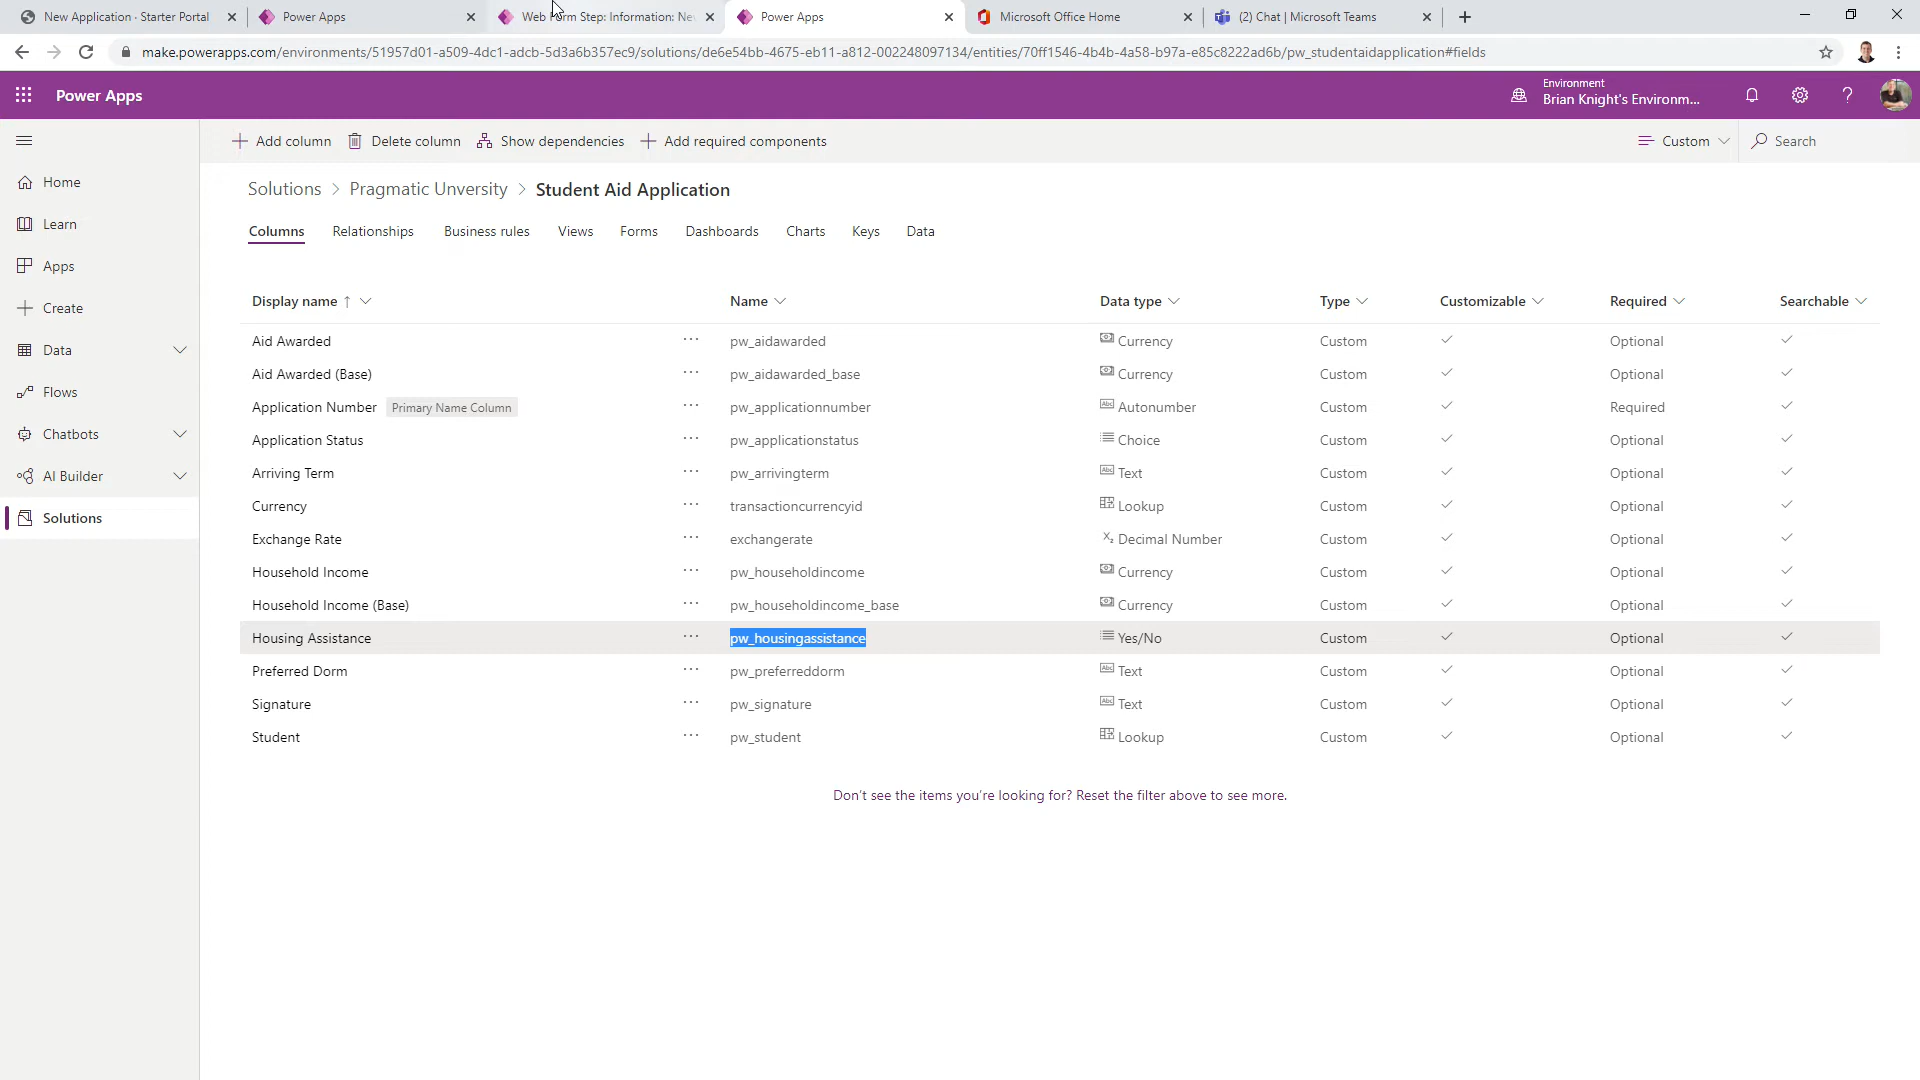 New Application · Starter Portal
Power Apps
Web Form Step: Information: Ne
Power Apps
Microsoft Office Home
(2) Chat | Microsoft Teams
make.powerapps.com/environments/51957d01-a509-4dc1-adcb-5d3a6b357ec9/solutions/de6e54bb-4675-eb11-a812-002248097134/entities/70ff1546-4b4b-4a58-b97a-e85c8222ad6b/pw_studentaidapplication#fields
Power Apps
Environment
Brian Knight's Environm...
Add column
Delete column
Show dependencies
Add required components
Custom
Search
Home
Learn
Apps
Create
Data
Flows
Chatbots
AI Builder
Solutions
Solutions > Pragmatic Unversity > Student Aid Application
Columns Relationships Business rules Views Forms Dashboards Charts Keys Data
Display name ↑ Name Data type Type Customizable Required Searchable
Aid Awarded ··· pw_aidawarded Currency Custom Optional
Aid Awarded (Base) ··· pw_aidawarded_base Currency Custom Optional
Application Number Primary Name Column ··· pw_applicationnumber Autonumber Custom Required
Application Status ··· pw_applicationstatus Choice Custom Optional
Arriving Term ··· pw_arrivingterm Text Custom Optional
Currency ··· transactioncurrencyid Lookup Custom Optional
Exchange Rate ··· exchangerate Decimal Number Custom Optional
Household Income ··· pw_householdincome Currency Custom Optional
Household Income (Base) ··· pw_householdincome_base Currency Custom Optional
Housing Assistance ··· pw_housingassistance Yes/No Custom Optional
Preferred Dorm ··· pw_preferreddorm Text Custom Optional
Signature ··· pw_signature Text Custom Optional
Student ··· pw_student Lookup Custom Optional
Don't see the items you're looking for? Reset the filter above to see more.